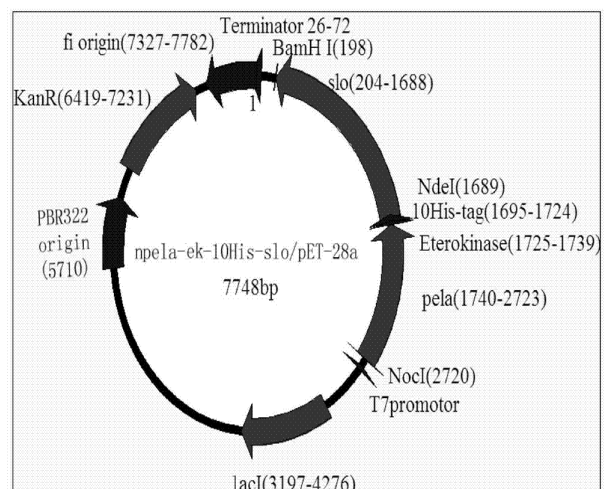 Terminator 26-72
fi origin(7327-7782)
BamH I(198)
slo(204-1688)
KanR(6419-7231)
1
NdeI(1689)
10His-tag(1695-1724)
PBR322
origin
(5710)
Eterokinase(1725-1739)
npela-ek-10His-slo/pET-28a
7748bp
pela(1740-2723)
NocI(2720)
T7promotor
lacI(3197-4276)